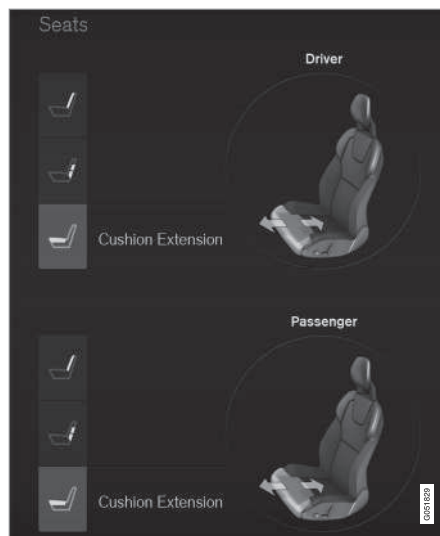 Seats
Driver
Cushion Extension
Passenger
Cushion Extension
G051829